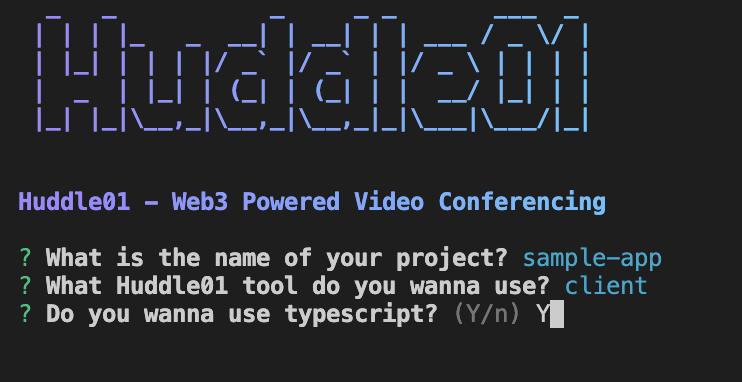 Huddle01
Huddle01 - Web3 Powered Video Conferencing
? What is the name of your project? sample-app
? What Huddle01 tool do you wanna use? client
? Do you wanna use typescript? (Y/n) Y